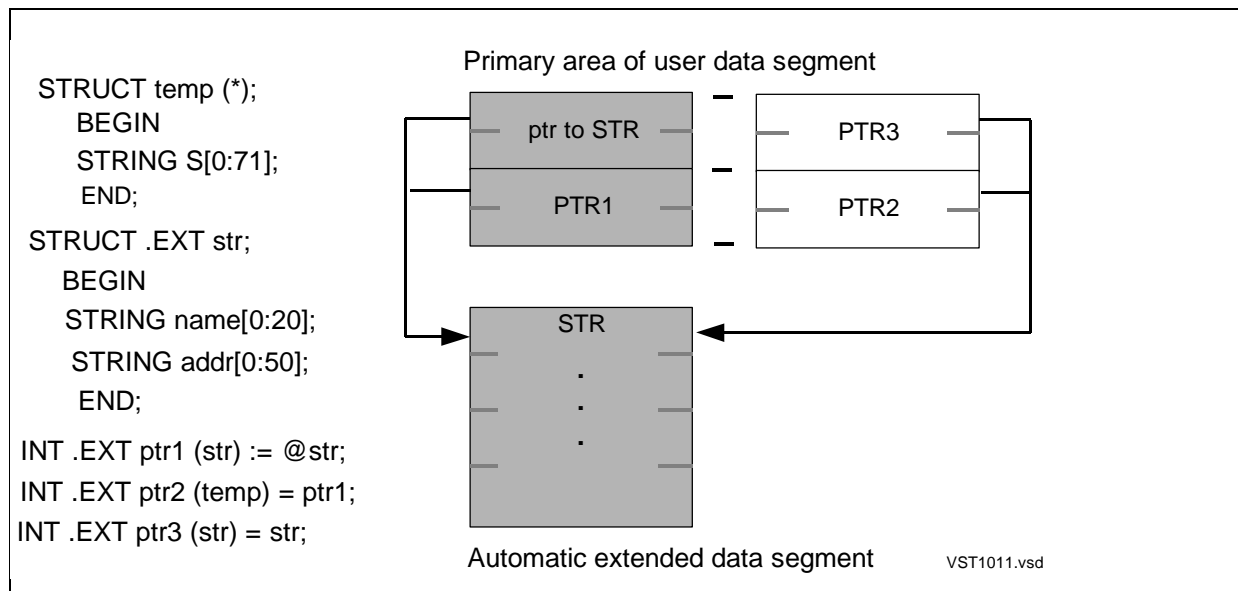 STRUCT temp (*);
BEGIN
STRING S[0:71];
END;
STRUCT .EXT str;
BEGIN
STRING name[0:20];
STRING addr[0:50];
END;
INT .EXT ptr1 (str) := @str;
INT .EXT ptr2 (temp) = ptr1;
INT .EXT ptr3 (str) = str;
Primary area of user data segment
ptr to STR
PTR3
PTR1
PTR2
STR
.
.
.
Automatic extended data segment
VST1011.vsd